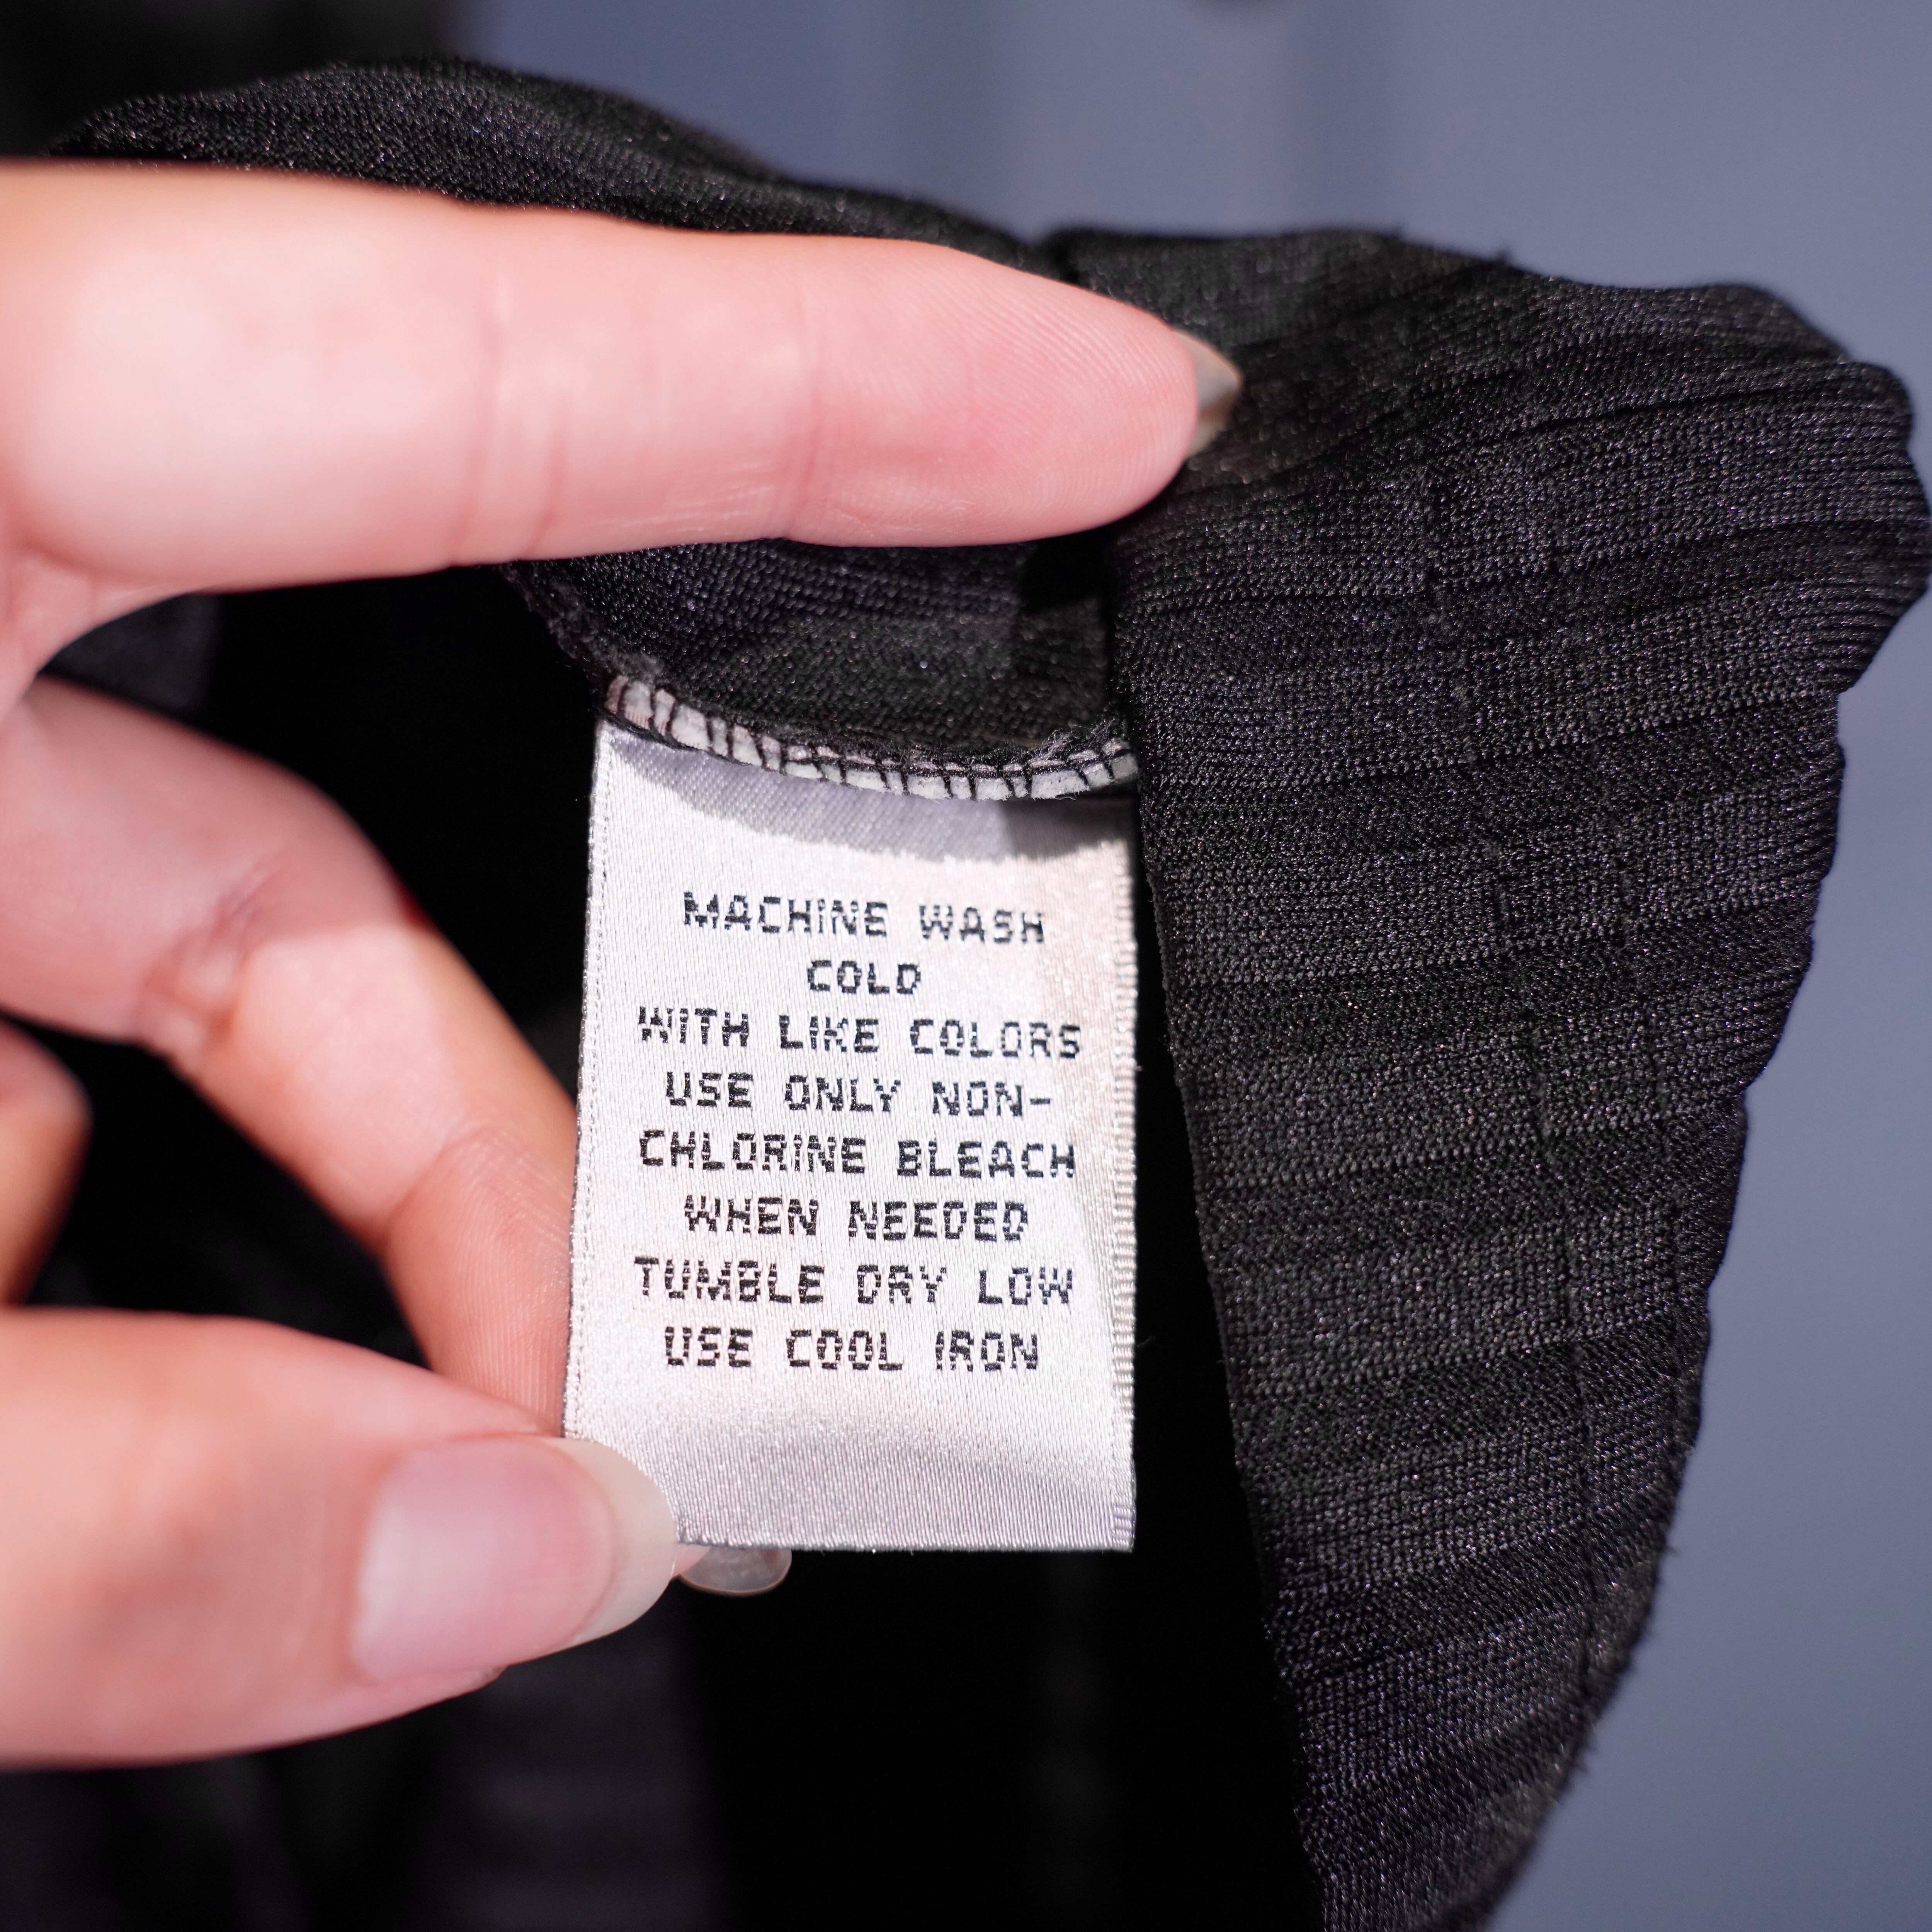 MACHINE WASH
COLD
WITH LIKE COLORS
USE ONLY NON-
CHLORINE BLEACH
WHEN NEEDED
TUMBLE DRY LOW
USE COOL IRON